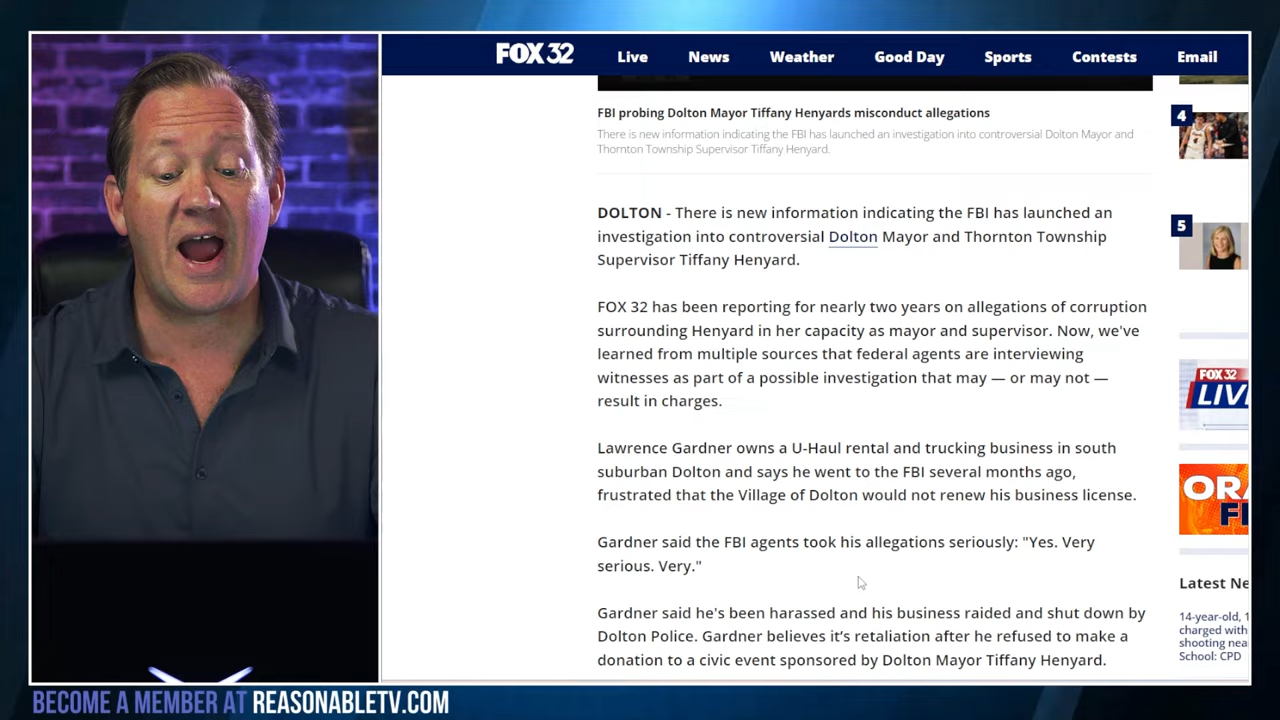 FOX 32
Live
News
Weather
Good Day
Sports
Contests
Email
FBI probing Dolton Mayor Tiffany Henyards misconduct allegations
There is new information indicating the FBI has launched an investigation into controversial Dolton Mayor and
Thornton Township Supervisor Tiffany Henyard.
DOLTON - There is new information indicating the FBI has launched an
investigation into controversial Dolton Mayor and Thornton Township
Supervisor Tiffany Henyard.
FOX 32 has been reporting for nearly two years on allegations of corruption
surrounding Henyard in her capacity as mayor and supervisor. Now, we've
learned from multiple sources that federal agents are interviewing
witnesses as part of a possible investigation that may — or may not —
result in charges.
Lawrence Gardner owns a U-Haul rental and trucking business in south
suburban Dolton and says he went to the FBI several months ago,
frustrated that the Village of Dolton would not renew his business license.
Gardner said the FBI agents took his allegations seriously: "Yes. Very
serious. Very."
Gardner said he's been harassed and his business raided and shut down by
Dolton Police. Gardner believes it’s retaliation after he refused to make a
donation to a civic event sponsored by Dolton Mayor Tiffany Henyard.
4
5
FOX 32
LIV
OR
FI
Latest Ne
14-year-old, 1
charged with
shooting nea
School: CPD
BECOME A MEMBER AT REASONABLETV.COM